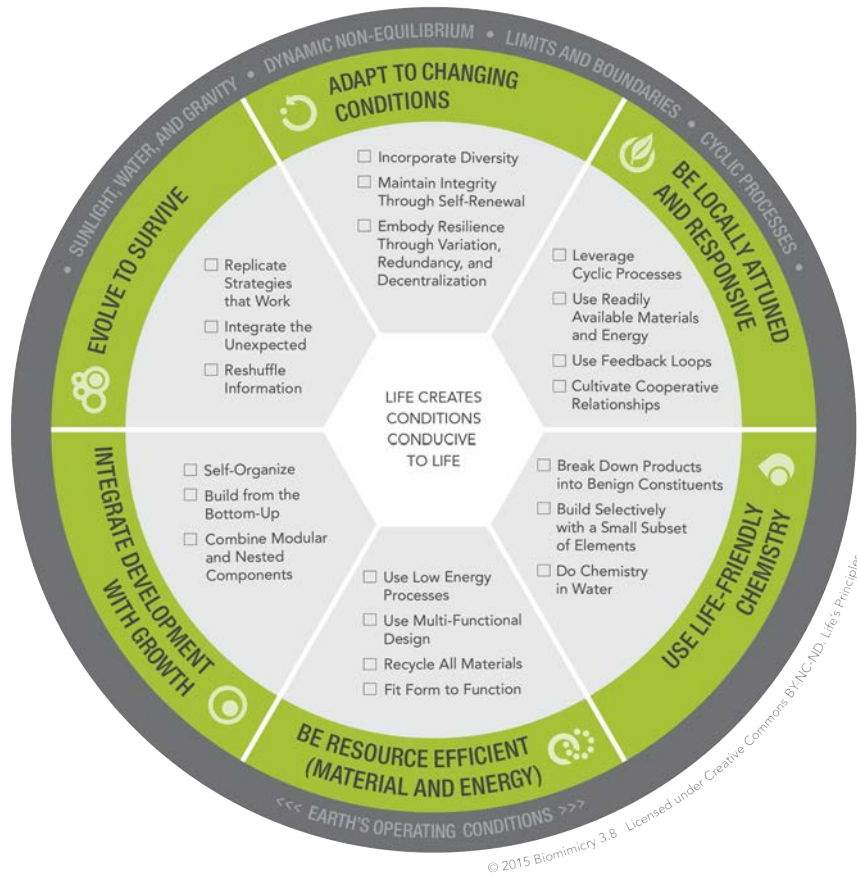 • SUNLIGHT, WATER, AND GRAVITY • DYNAMIC NON-EQUILIBRIUM • LIMITS AND BOUNDARIES • CYCLIC PROCESSES •
ADAPT TO CHANGING
CONDITIONS
☐ Incorporate Diversity
☐ Maintain Integrity
Through Self-Renewal
☐ Embody Resilience
Through Variation,
Redundancy, and
Decentralization
BE LOCALLY ATTUNED
AND RESPONSIVE
☐ Leverage
Cyclic Processes
☐ Use Readily
Available Materials
and Energy
☐ Use Feedback Loops
☐ Cultivate Cooperative
Relationships
USE LIFE-FRIENDLY
CHEMISTRY
☐ Break Down Products
into Benign Constituents
☐ Build Selectively
with a Small Subset
of Elements
☐ Do Chemistry
in Water
BE RESOURCE EFFICIENT
(MATERIAL AND ENERGY)
☐ Use Low Energy
Processes
☐ Use Multi-Functional
Design
☐ Recycle All Materials
☐ Fit Form to Function
INTEGRATE DEVELOPMENT
WITH GROWTH
☐ Self-Organize
☐ Build from the
Bottom-Up
☐ Combine Modular
and Nested
Components
EVOLVE TO SURVIVE
☐ Replicate
Strategies
that Work
☐ Integrate the
Unexpected
☐ Reshuffle
Information
LIFE CREATES
CONDITIONS
CONDUCIVE
TO LIFE
<<< EARTH'S OPERATING CONDITIONS >>>
© 2015 Biomimicry 3.8 Licensed under Creative Commons BY-NC-ND. Life's Principles